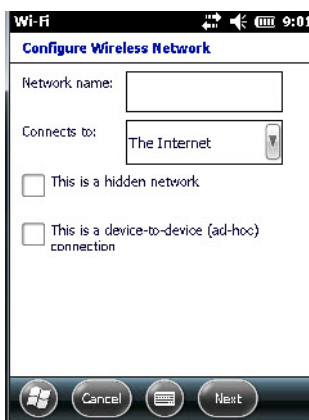 Wi-Fi 9:01
Configure Wireless Network
Network name:
Connects to:
The Internet
This is a hidden network
This is a device-to-device (ad-hoc)
connection
Cancel Next